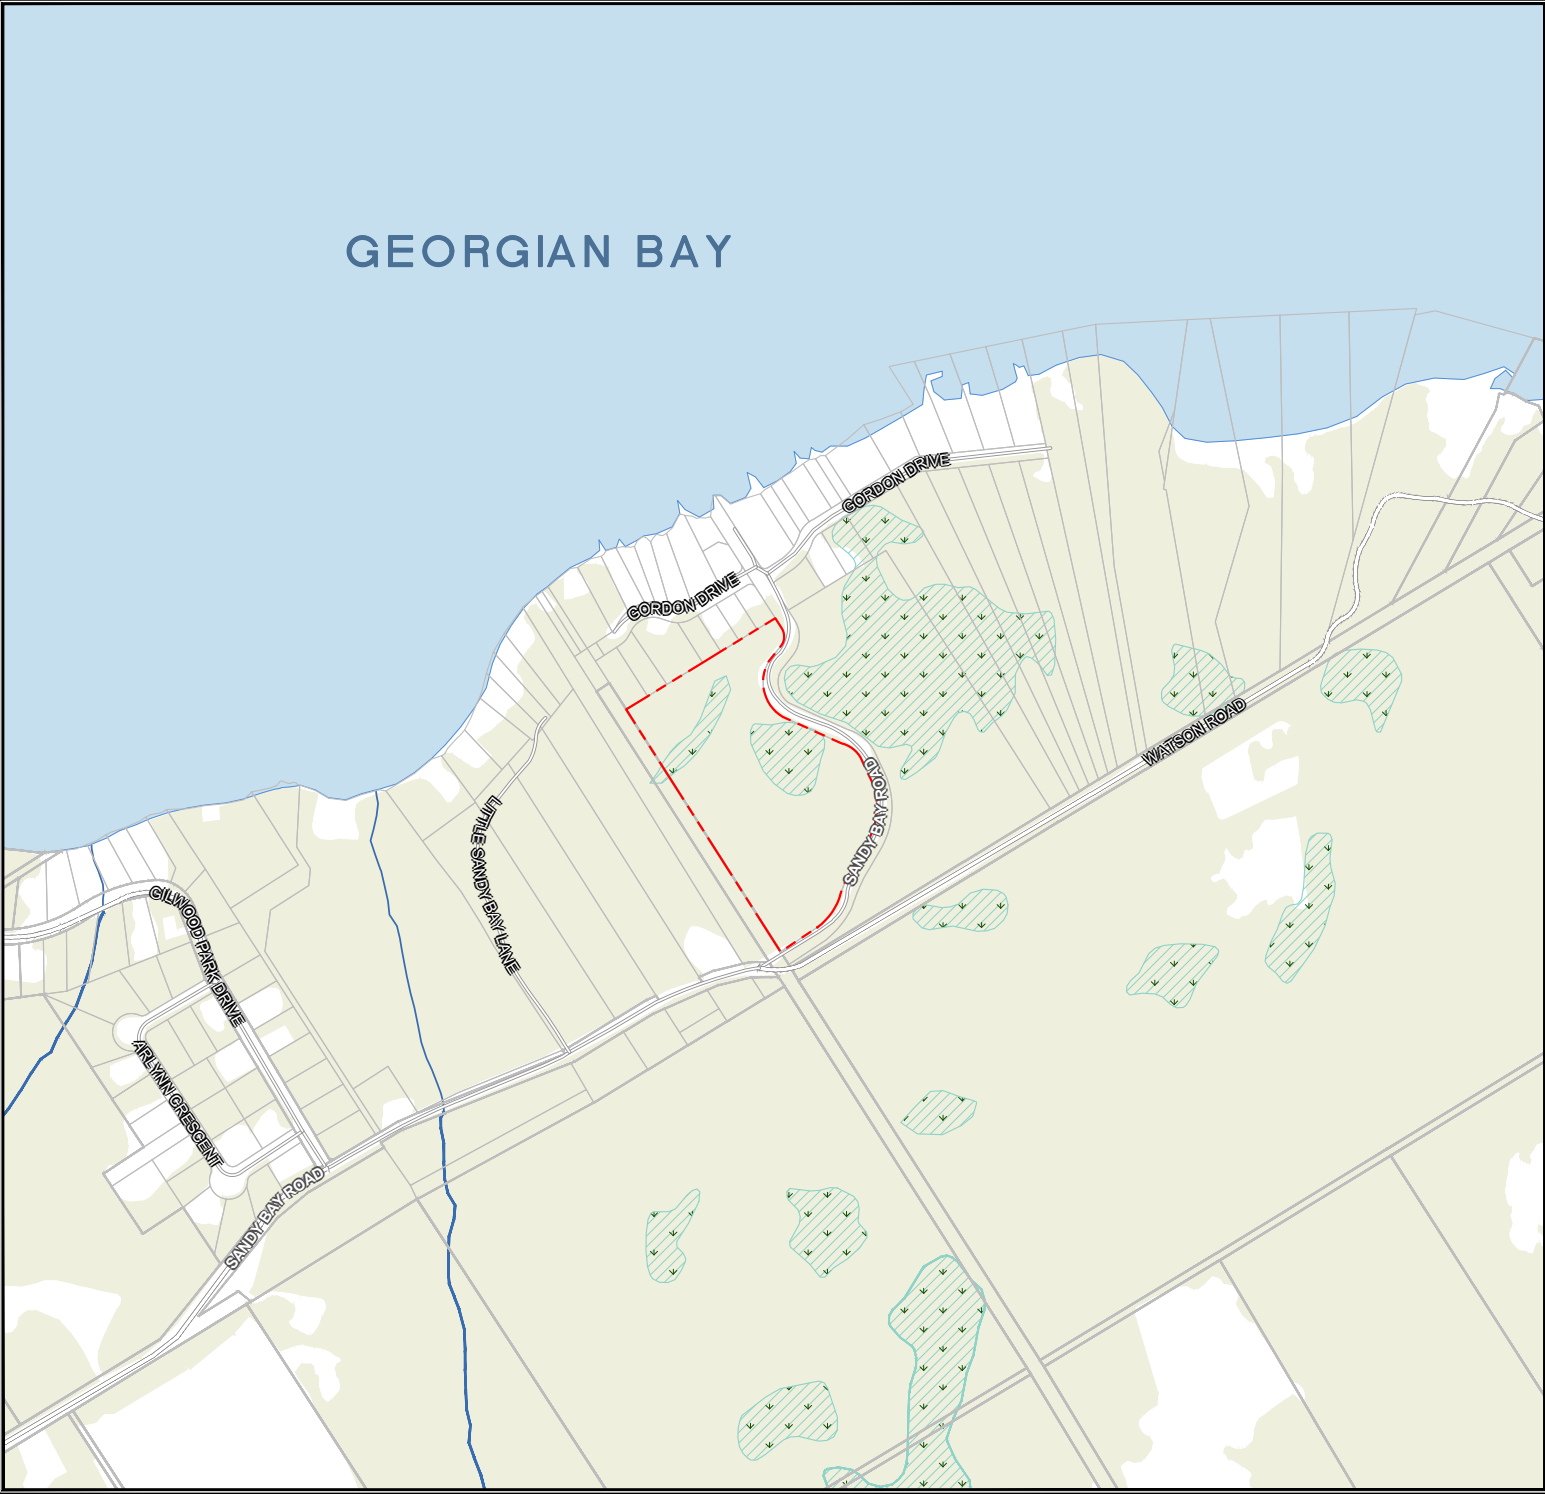 GEORGIAN BAY
GORDON DRIVE
GORDON DRIVE
WATSON ROAD
SANDY BAY ROAD
LITTLE SANDY BAY LANE
GILWOOD PARK DRIVE
ARLYNN CRESCENT
SANDY BAY ROAD